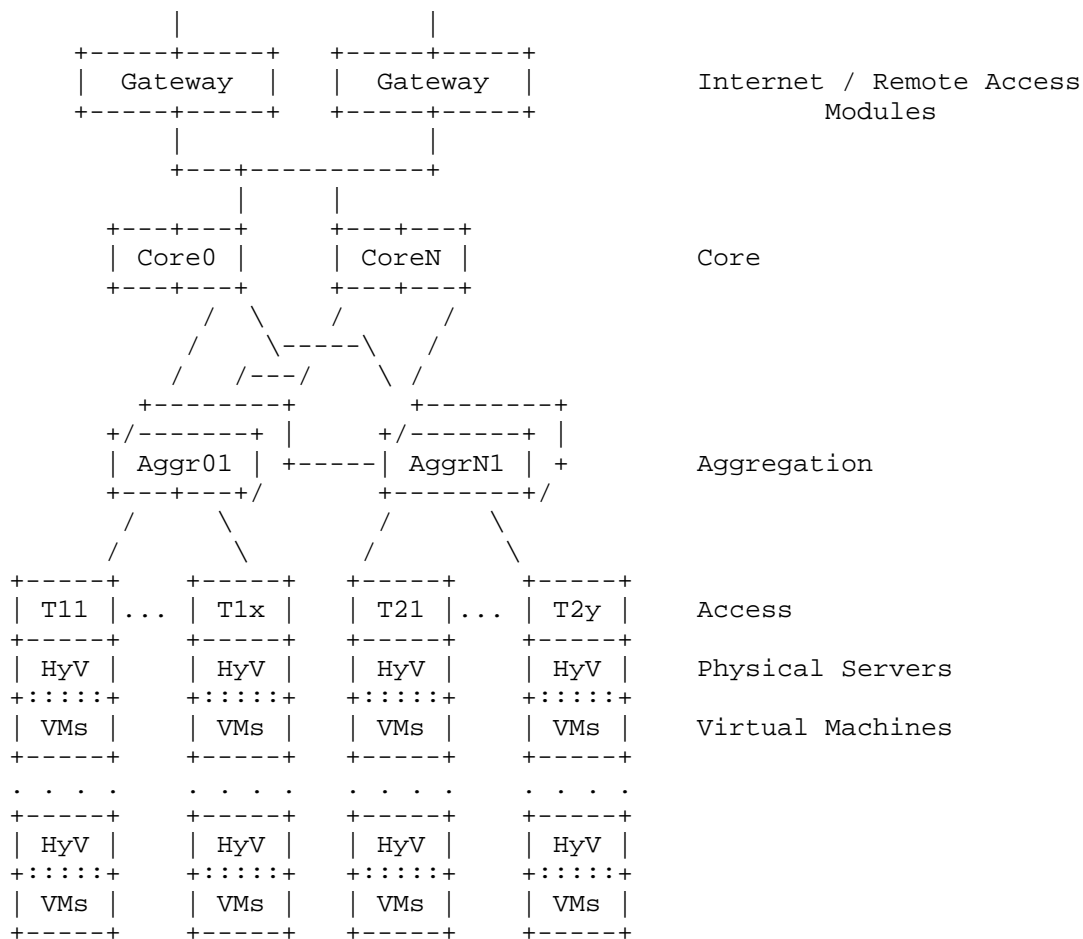 Gateway Gateway Internet / Remote Access
Modules
Core0 CoreN Core
Aggr01 AggrN1 Aggregation
T11 ... T1x T21 ... T2y Access
HyV HyV HyV HyV Physical Servers
VMs VMs VMs VMs Virtual Machines
. . . . . . . . . . . . . . . .
HyV HyV HyV HyV
VMs VMs VMs VMs